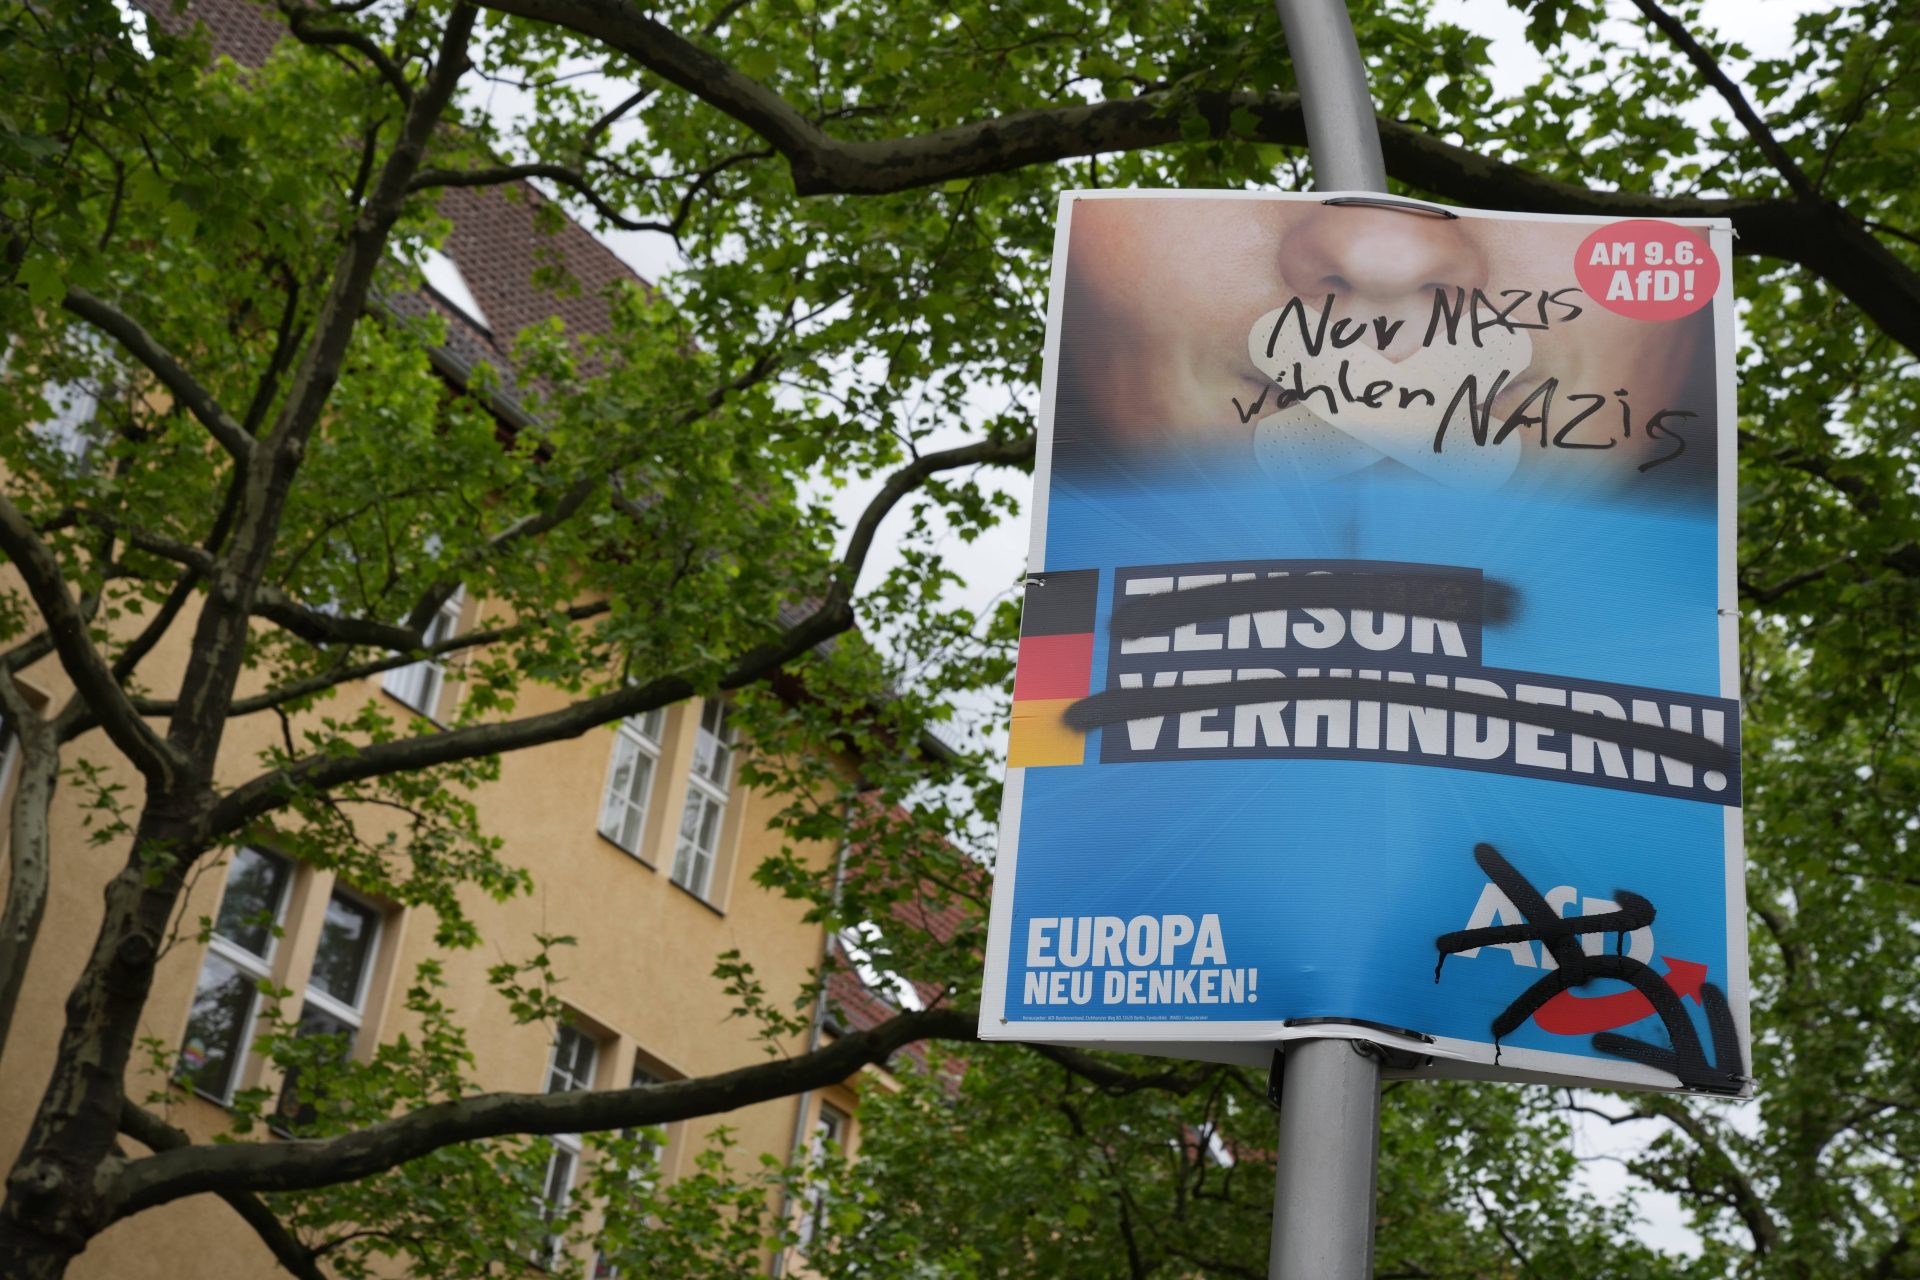 AM 9.6.
AfD!
Nur NAZIS
wählen NAZIS
ZENSUR
VERHINDERN!
AfD
EUROPA
NEU DENKEN!